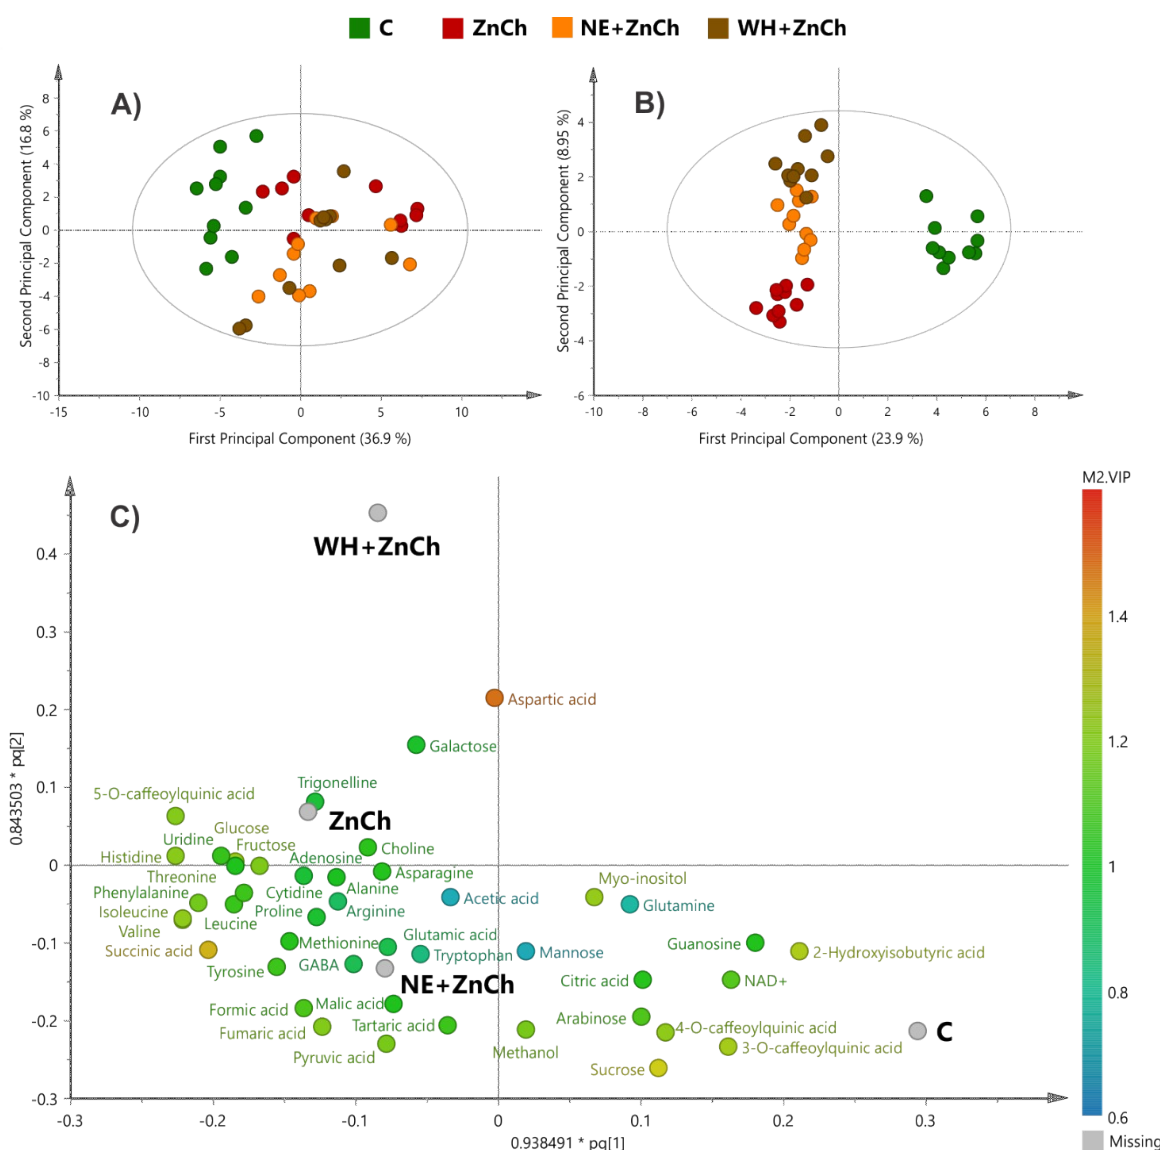 C
ZnCh
NE+ZnCh
WH+ZnCh
A)
Second Principal Component (16.8 %)
8
6
4
2
0
-2
-4
-6
-8
-10
-15
-10
-5
0
5
10
First Principal Component (36.9 %)
B)
Second Principal Component (8.95 %)
4
2
0
-2
-4
-6
-10
-8
-6
-4
-2
0
2
4
6
8
First Principal Component (23.9 %)
C)
M2.VIP
1.4
1.2
1
0.8
0.6
Missing
0.843503 * pq[2]
0.4
0.3
0.2
0.1
0
-0.1
-0.2
-0.3
WH+ZnCh
Aspartic acid
Galactose
Trigonelline
5-O-caffeoylquinic acid
ZnCh
Glucose
Uridine
Fructose
Choline
Histidine
Adenosine
Threonine
Asparagine
Myo-inositol
Phenylalanine
Cytidine
Alanine
Acetic acid
Glutamine
Isoleucine
Proline
Arginine
Valine
Leucine
Glutamic acid
Guanosine
Succinic acid
Methionine
Tryptophan
Mannose
2-Hydroxyisobutyric acid
Tyrosine
GABA
NE+ZnCh
Citric acid
NAD+
Formic acid
Malic acid
Arabinose
Fumaric acid
Tartaric acid
4-O-caffeoylquinic acid
C
Pyruvic acid
Methanol
3-O-caffeoylquinic acid
Sucrose
-0.3
-0.2
-0.1
0
0.1
0.2
0.3
0.938491 * pq[1]